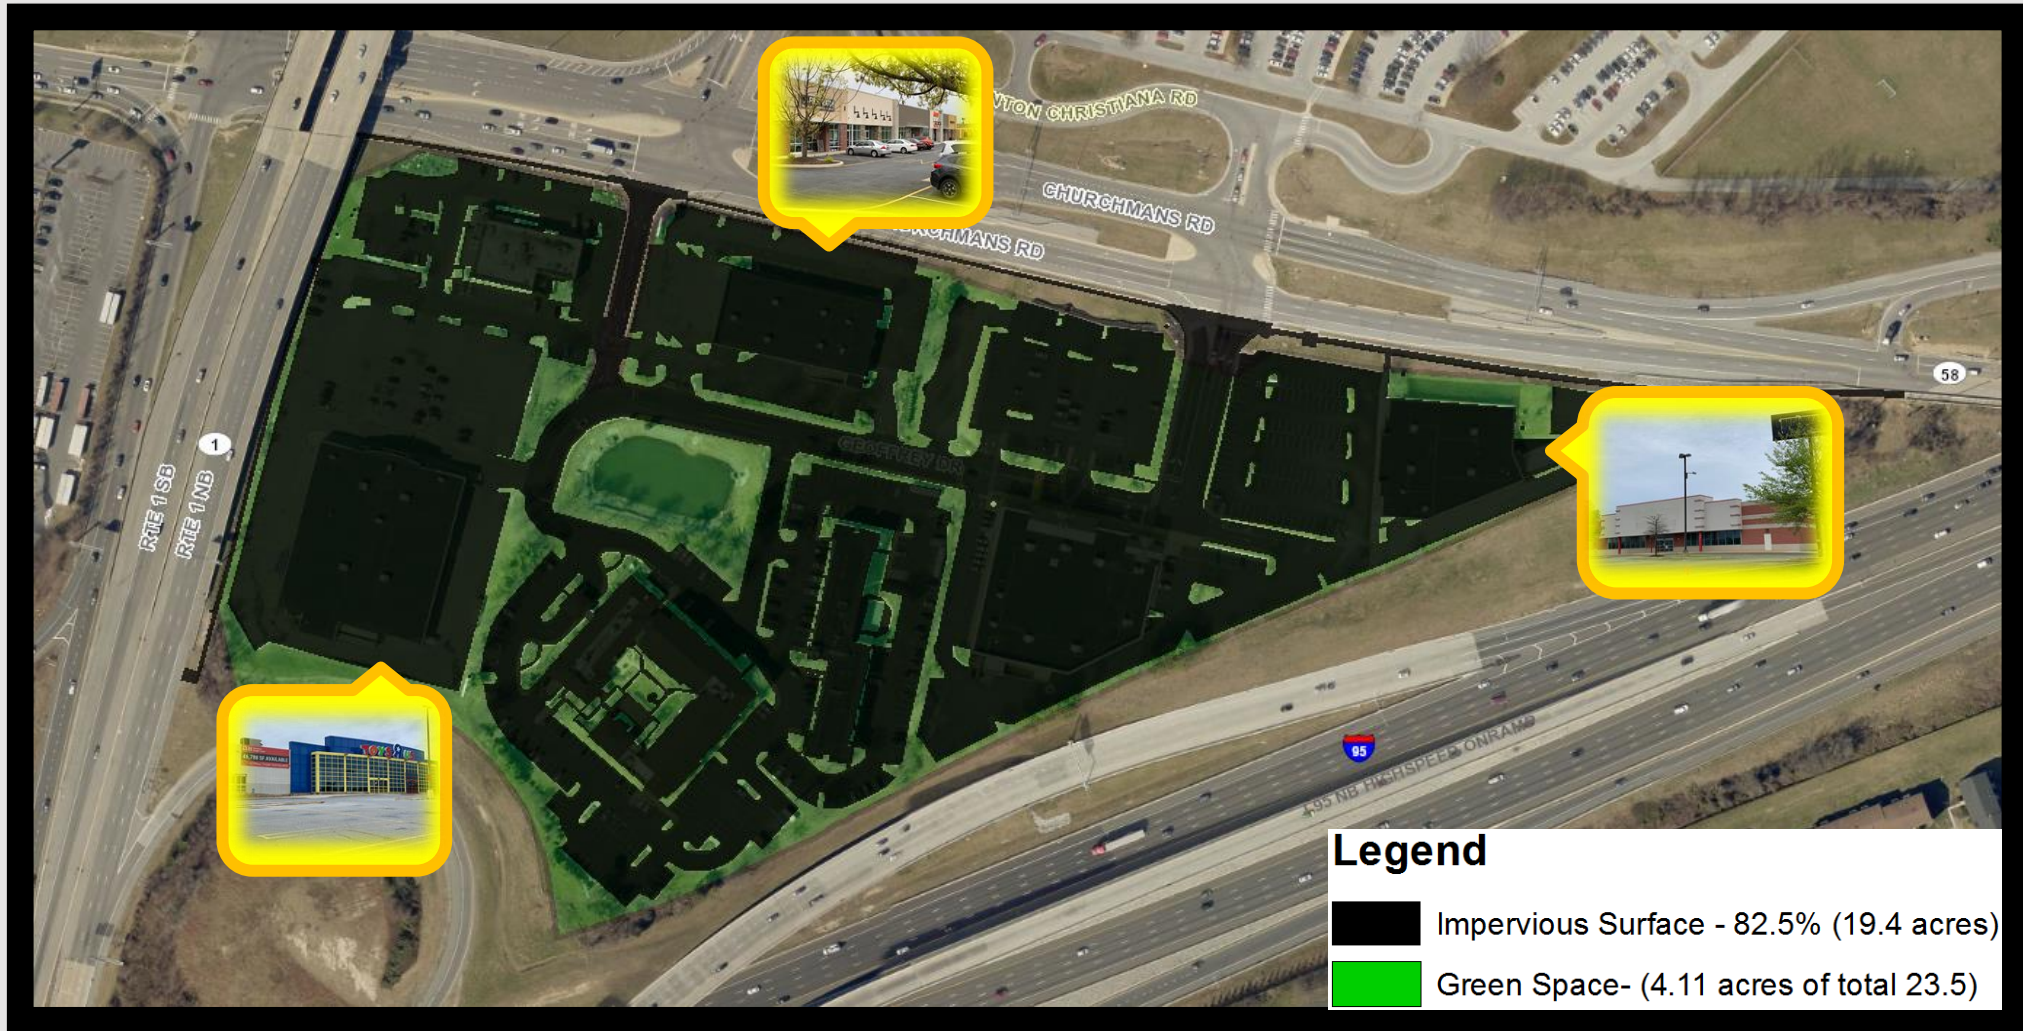 NTON CHRISTIANA RD
CHURCHMANS RD
CHMANS RD
58
1
RTE 1 SB
RTE 1 NB
GEOFFREY DR
TOYS R
95
I-95 NB HIGHSPEED ONRAMP
Legend
Impervious Surface - 82.5% (19.4 acres)
Green Space- (4.11 acres of total 23.5)